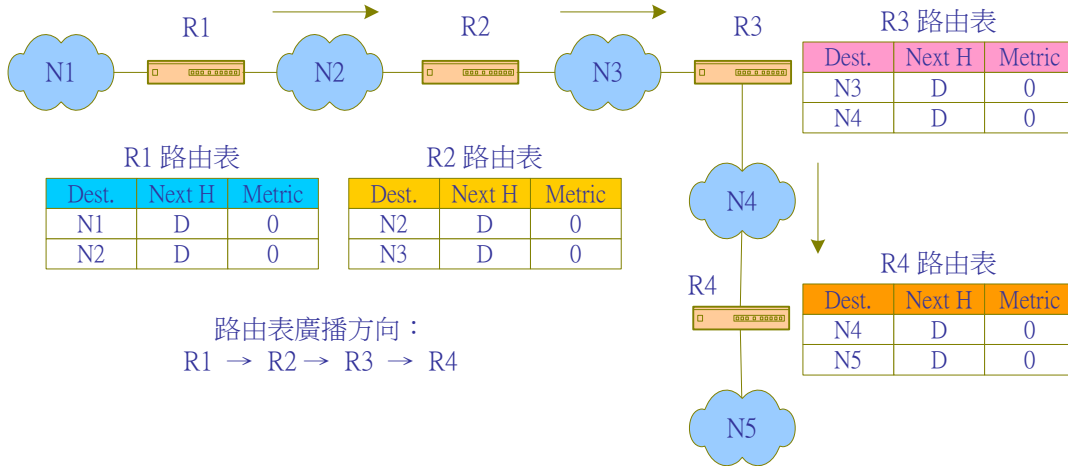 R1
R2
R3
R3 路由表
N1
N2
N3
Dest. Next H Metric
N3 D 0
N4 D 0
R1 路由表
Dest. Next H Metric
N1 D 0
N2 D 0
R2 路由表
Dest. Next H Metric
N2 D 0
N3 D 0
N4
R4
R4 路由表
Dest. Next H Metric
N4 D 0
N5 D 0
路由表廣播方向：
R1 → R2 → R3 → R4
N5